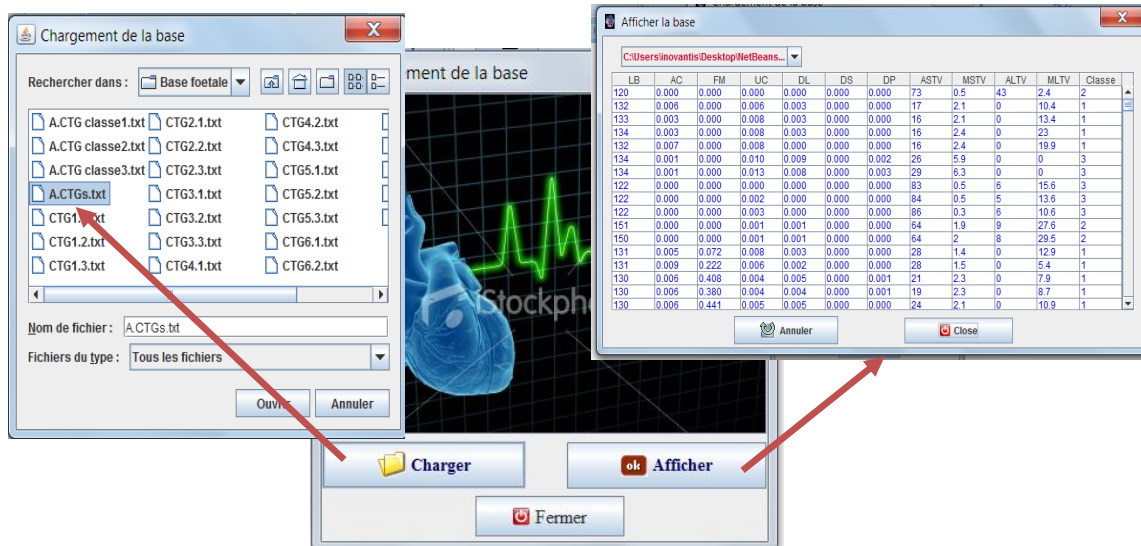 Chargement de la base
Rechercher dans : Base foetale
A.CTG classe1.txt CTG2.1.txt CTG4.2.txt
A.CTG classe2.txt CTG2.2.txt CTG4.3.txt
A.CTG classe3.txt CTG2.3.txt CTG5.1.txt
A.CTGs.txt CTG3.1.txt CTG5.2.txt
CTG3.2.txt CTG5.3.txt
CTG1.2.txt CTG3.3.txt CTG6.1.txt
CTG1.3.txt CTG4.1.txt CTG6.2.txt
Nom de fichier : A.CTGs.txt
Fichiers du type : Tous les fichiers
Ouvrir Annuler
ment de la base
iStockpho
Charger
ok Afficher
Fermer
Afficher la base
C:\Users\inovantis\Desktop\NetBeans...
LB AC FM UC DL DS DP ASTV MSTV ALTV MLTV Classe
120 0.000 0.000 0.000 0.000 0.000 0.000 73 0.5 43 2.4 2
132 0.006 0.000 0.006 0.003 0.000 0.000 17 2.1 0 10.4 1
133 0.003 0.000 0.008 0.003 0.000 0.000 16 2.1 0 13.4 1
134 0.003 0.000 0.008 0.003 0.000 0.000 16 2.4 0 23 1
132 0.007 0.000 0.008 0.000 0.000 0.000 16 2.4 0 19.9 1
134 0.001 0.000 0.010 0.009 0.000 0.002 26 5.9 0 0 3
134 0.001 0.000 0.013 0.008 0.000 0.003 29 6.3 0 0 3
122 0.000 0.000 0.000 0.000 0.000 0.000 83 0.5 6 15.6 3
122 0.000 0.000 0.002 0.000 0.000 0.000 84 0.5 5 13.6 3
122 0.000 0.000 0.003 0.000 0.000 0.000 86 0.3 6 10.6 3
151 0.000 0.000 0.001 0.001 0.000 0.000 64 1.9 9 27.6 2
150 0.000 0.000 0.001 0.001 0.000 0.000 64 2 8 29.5 2
131 0.005 0.072 0.008 0.003 0.000 0.000 28 1.4 0 12.9 1
131 0.009 0.222 0.006 0.002 0.000 0.000 28 1.5 0 5.4 1
130 0.006 0.408 0.004 0.005 0.000 0.001 21 2.3 0 7.9 1
130 0.006 0.380 0.004 0.004 0.000 0.001 19 2.3 0 8.7 1
130 0.006 0.441 0.005 0.005 0.000 0.000 24 2.1 0 10.9 1
Annuler Close